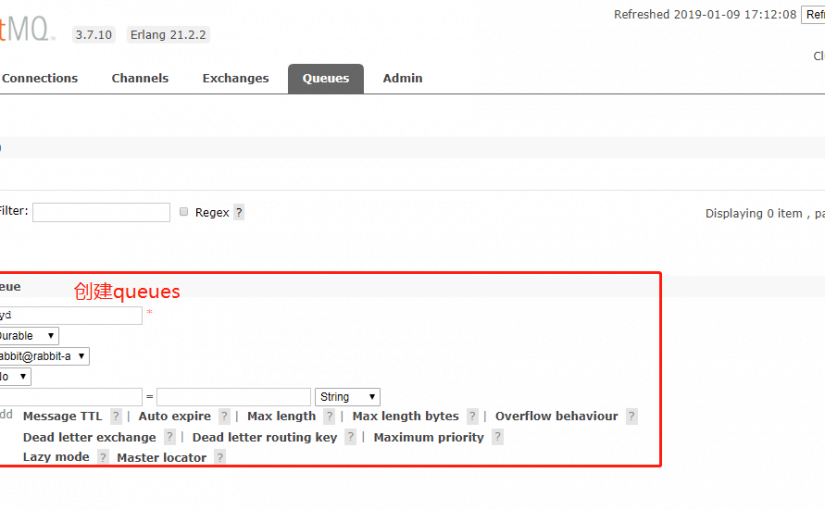 tMQ 3.7.10 Erlang 21.2.2
Refreshed 2019-01-09 17:12:08 Ref
Cl
Connections Channels Exchanges Queues Admin
)
Filter: Regex ?
Displaying 0 item , pa
eue 创建queues
yd *
Durable
abbit@rabbit-a
No
= String
dd Message TTL ? | Auto expire ? | Max length ? | Max length bytes ? | Overflow behaviour ?
Dead letter exchange ? | Dead letter routing key ? | Maximum priority ?
Lazy mode ? Master locator ?